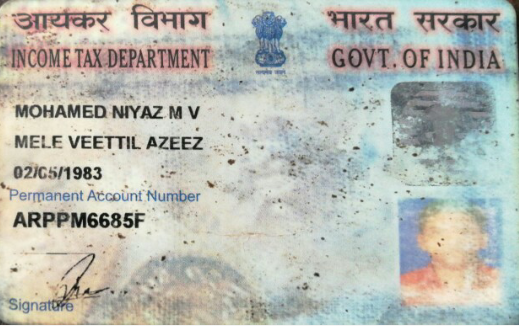 आयकर विभाग
भारत सरकार
INCOME TAX DEPARTMENT
GOVT. OF INDIA
MOHAMED NIYAZ M V
MELE VEETTIL AZEEZ
02/05/1983
Permanent Account Number
ARPPM6685F
Signature